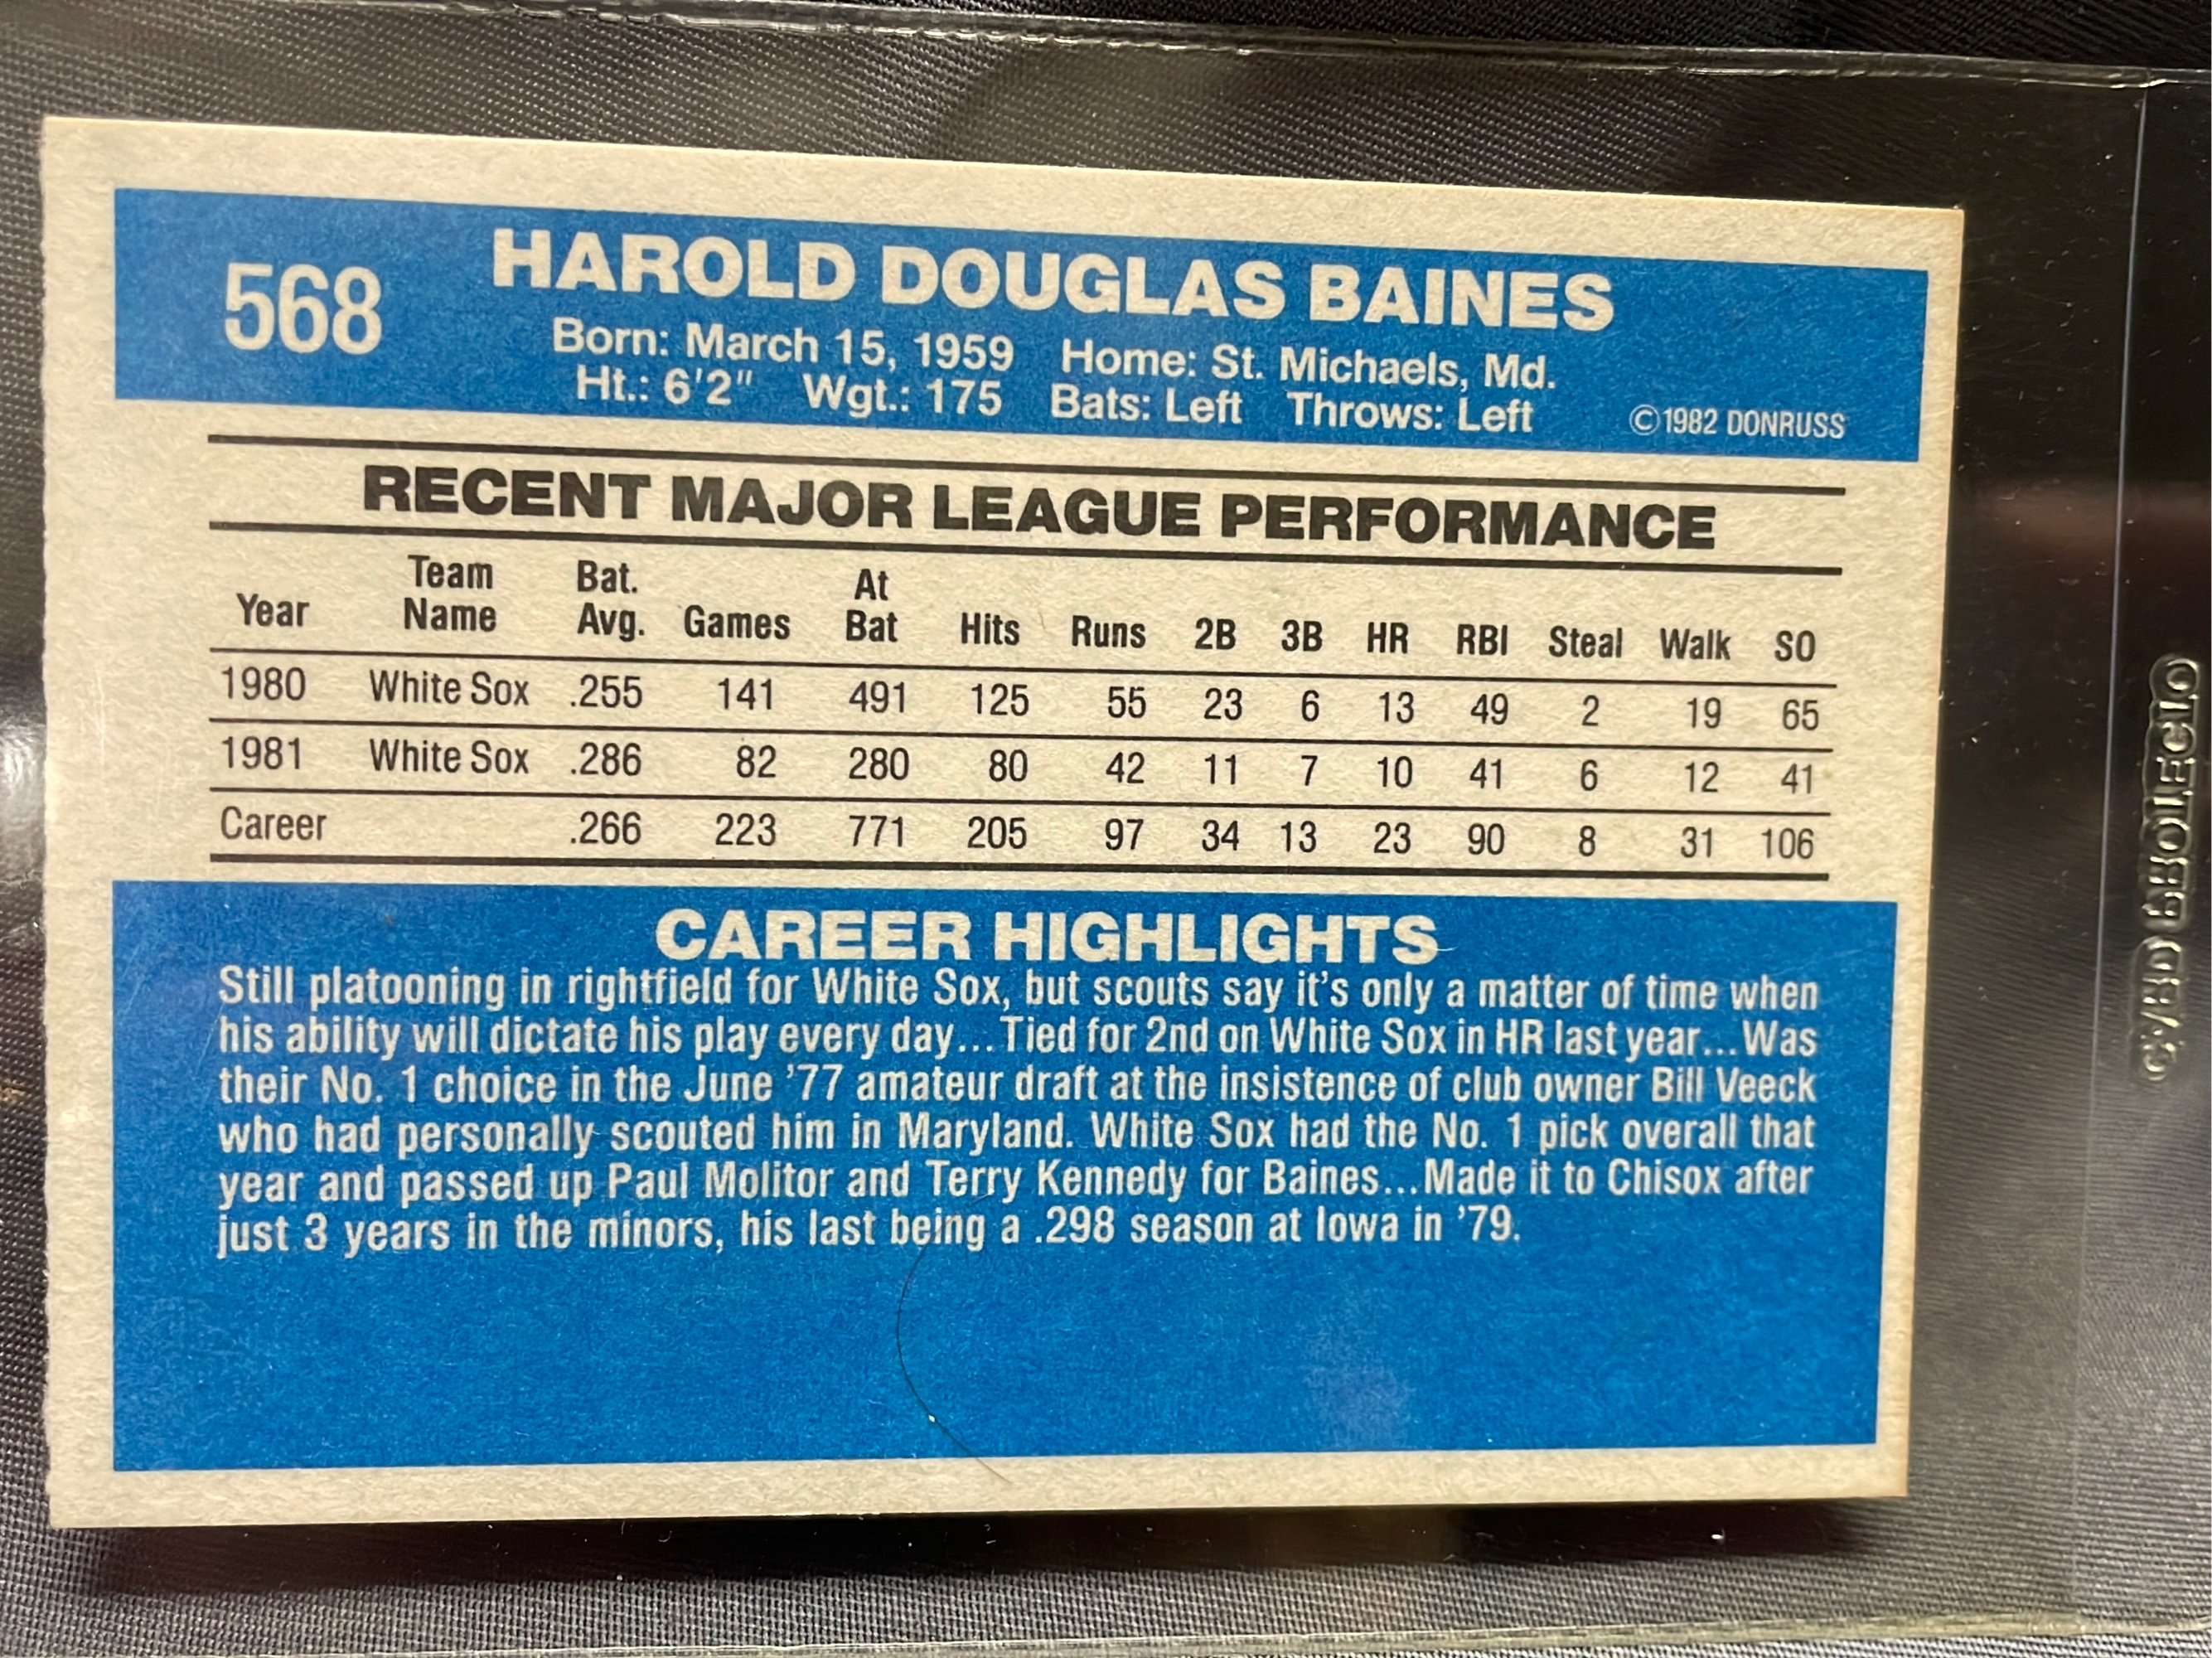 568
HAROLD DOUGLAS BAINES
Born: March 15, 1959 Home: St. Michaels, Md.
Ht.: 6'2" Wgt.: 175 Bats: Left Throws: Left
©1982 DONRUSS
RECENT MAJOR LEAGUE PERFORMANCE
Year Team Name Bat. Avg. Games At Bat Hits Runs 2B 3B HR RBI Steal Walk SO
1980 White Sox .255 141 491 125 55 23 6 13 49 2 19 65
1981 White Sox .286 82 280 80 42 11 7 10 41 6 12 41
Career .266 223 771 205 97 34 13 23 90 8 31 106
CAREER HIGHLIGHTS
Still platooning in rightfield for White Sox, but scouts say it's only a matter of time when
his ability will dictate his play every day...Tied for 2nd on White Sox in HR last year...Was
their No. 1 choice in the June '77 amateur draft at the insistence of club owner Bill Veeck
who had personally scouted him in Maryland. White Sox had the No. 1 pick overall that
year and passed up Paul Molitor and Terry Kennedy for Baines...Made it to Chisox after
just 3 years in the minors, his last being a .298 season at Iowa in '79.